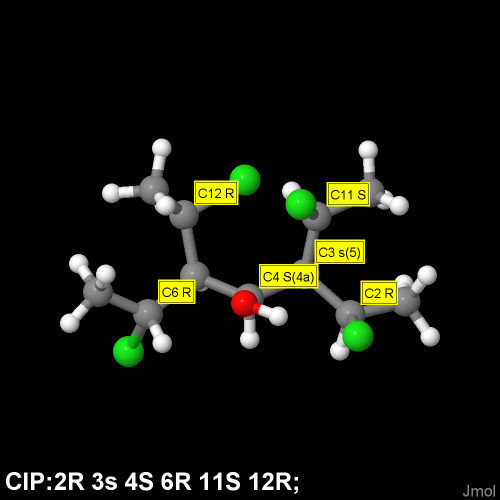 C12 R
C11 S
C3 s(5)
C4 S(4a)
C6 R
C2 R
CIP:2R 3s 4S 6R 11S 12R;
Jmol